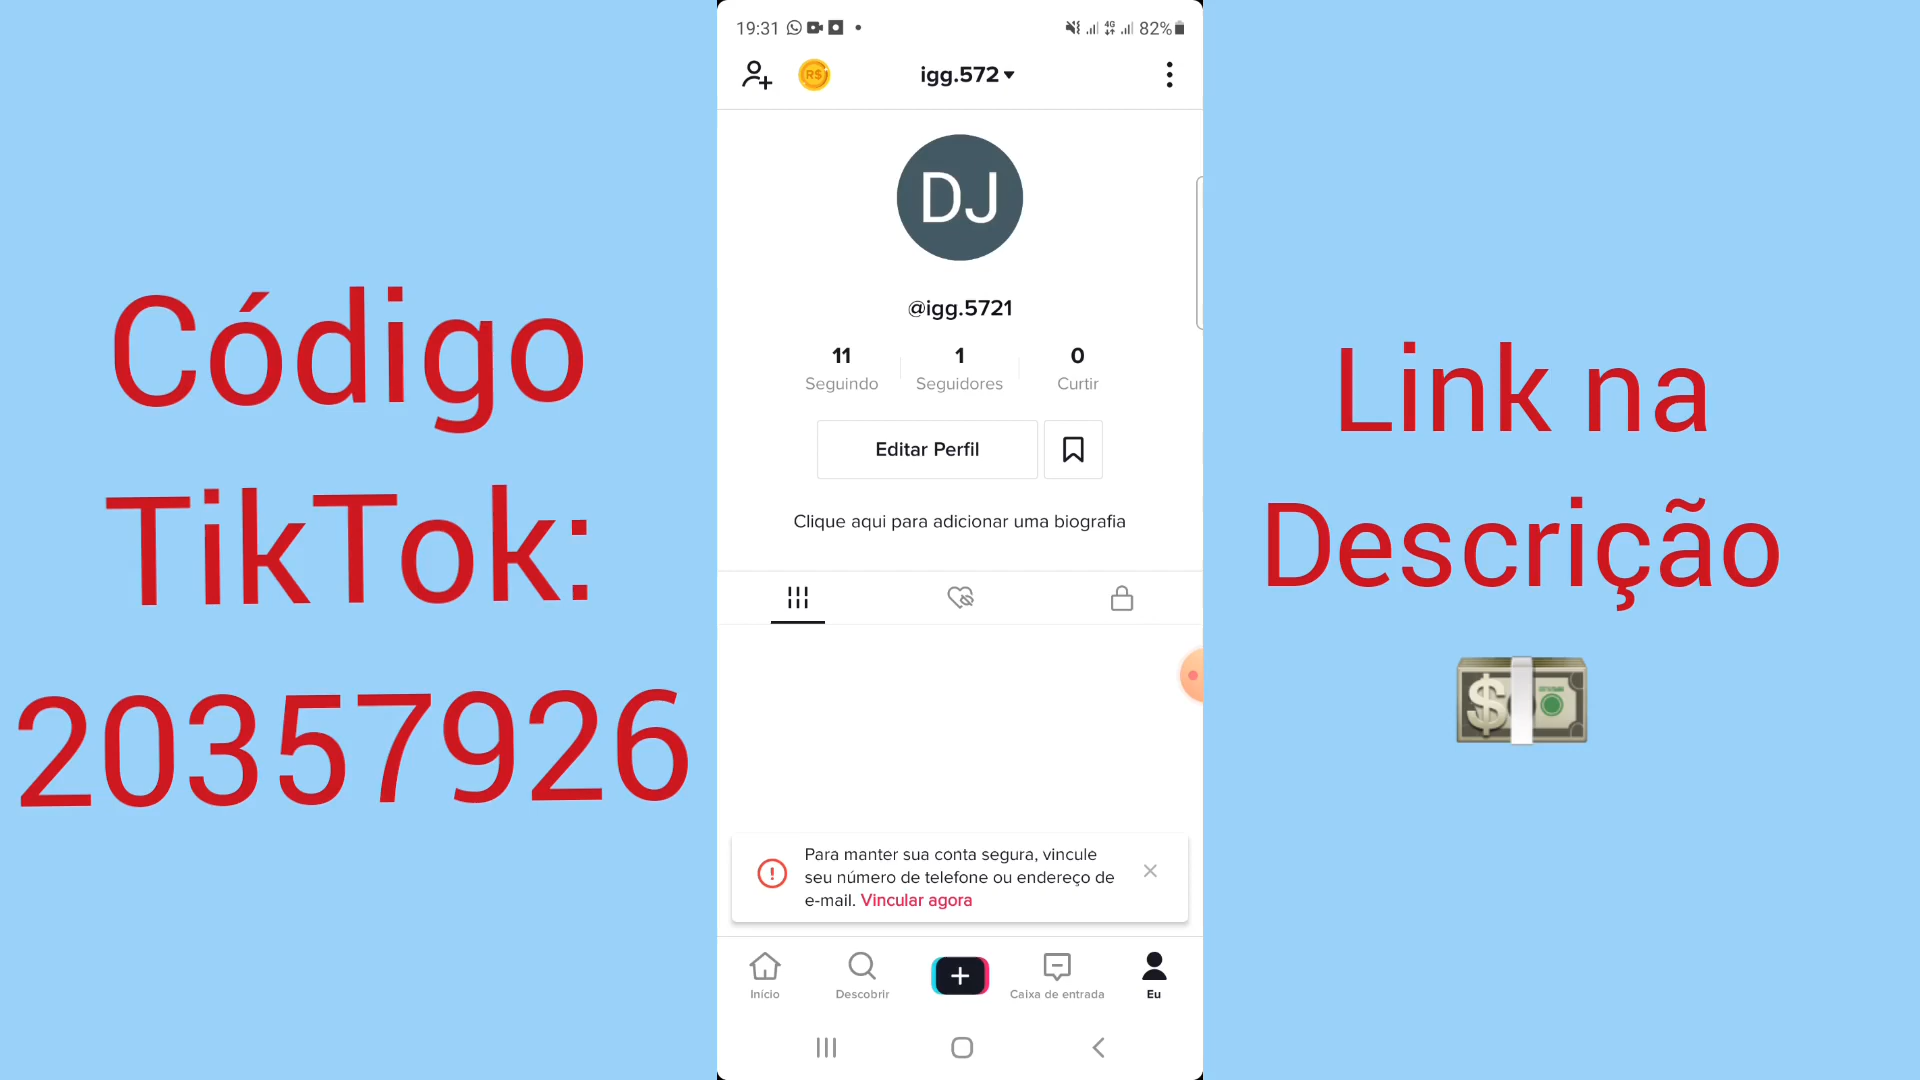 Código
TikTok:
20357926
19:31
4G
82%
R$
igg.572
DJ
@igg.5721
11
Seguindo
1
Seguidores
0
Curtir
Editar Perfil
Clique aqui para adicionar uma biografia
Para manter sua conta segura, vincule
seu número de telefone ou endereço de
e-mail. Vincular agora
Início
Descobrir
Caixa de entrada
Eu
Link na
Descrição